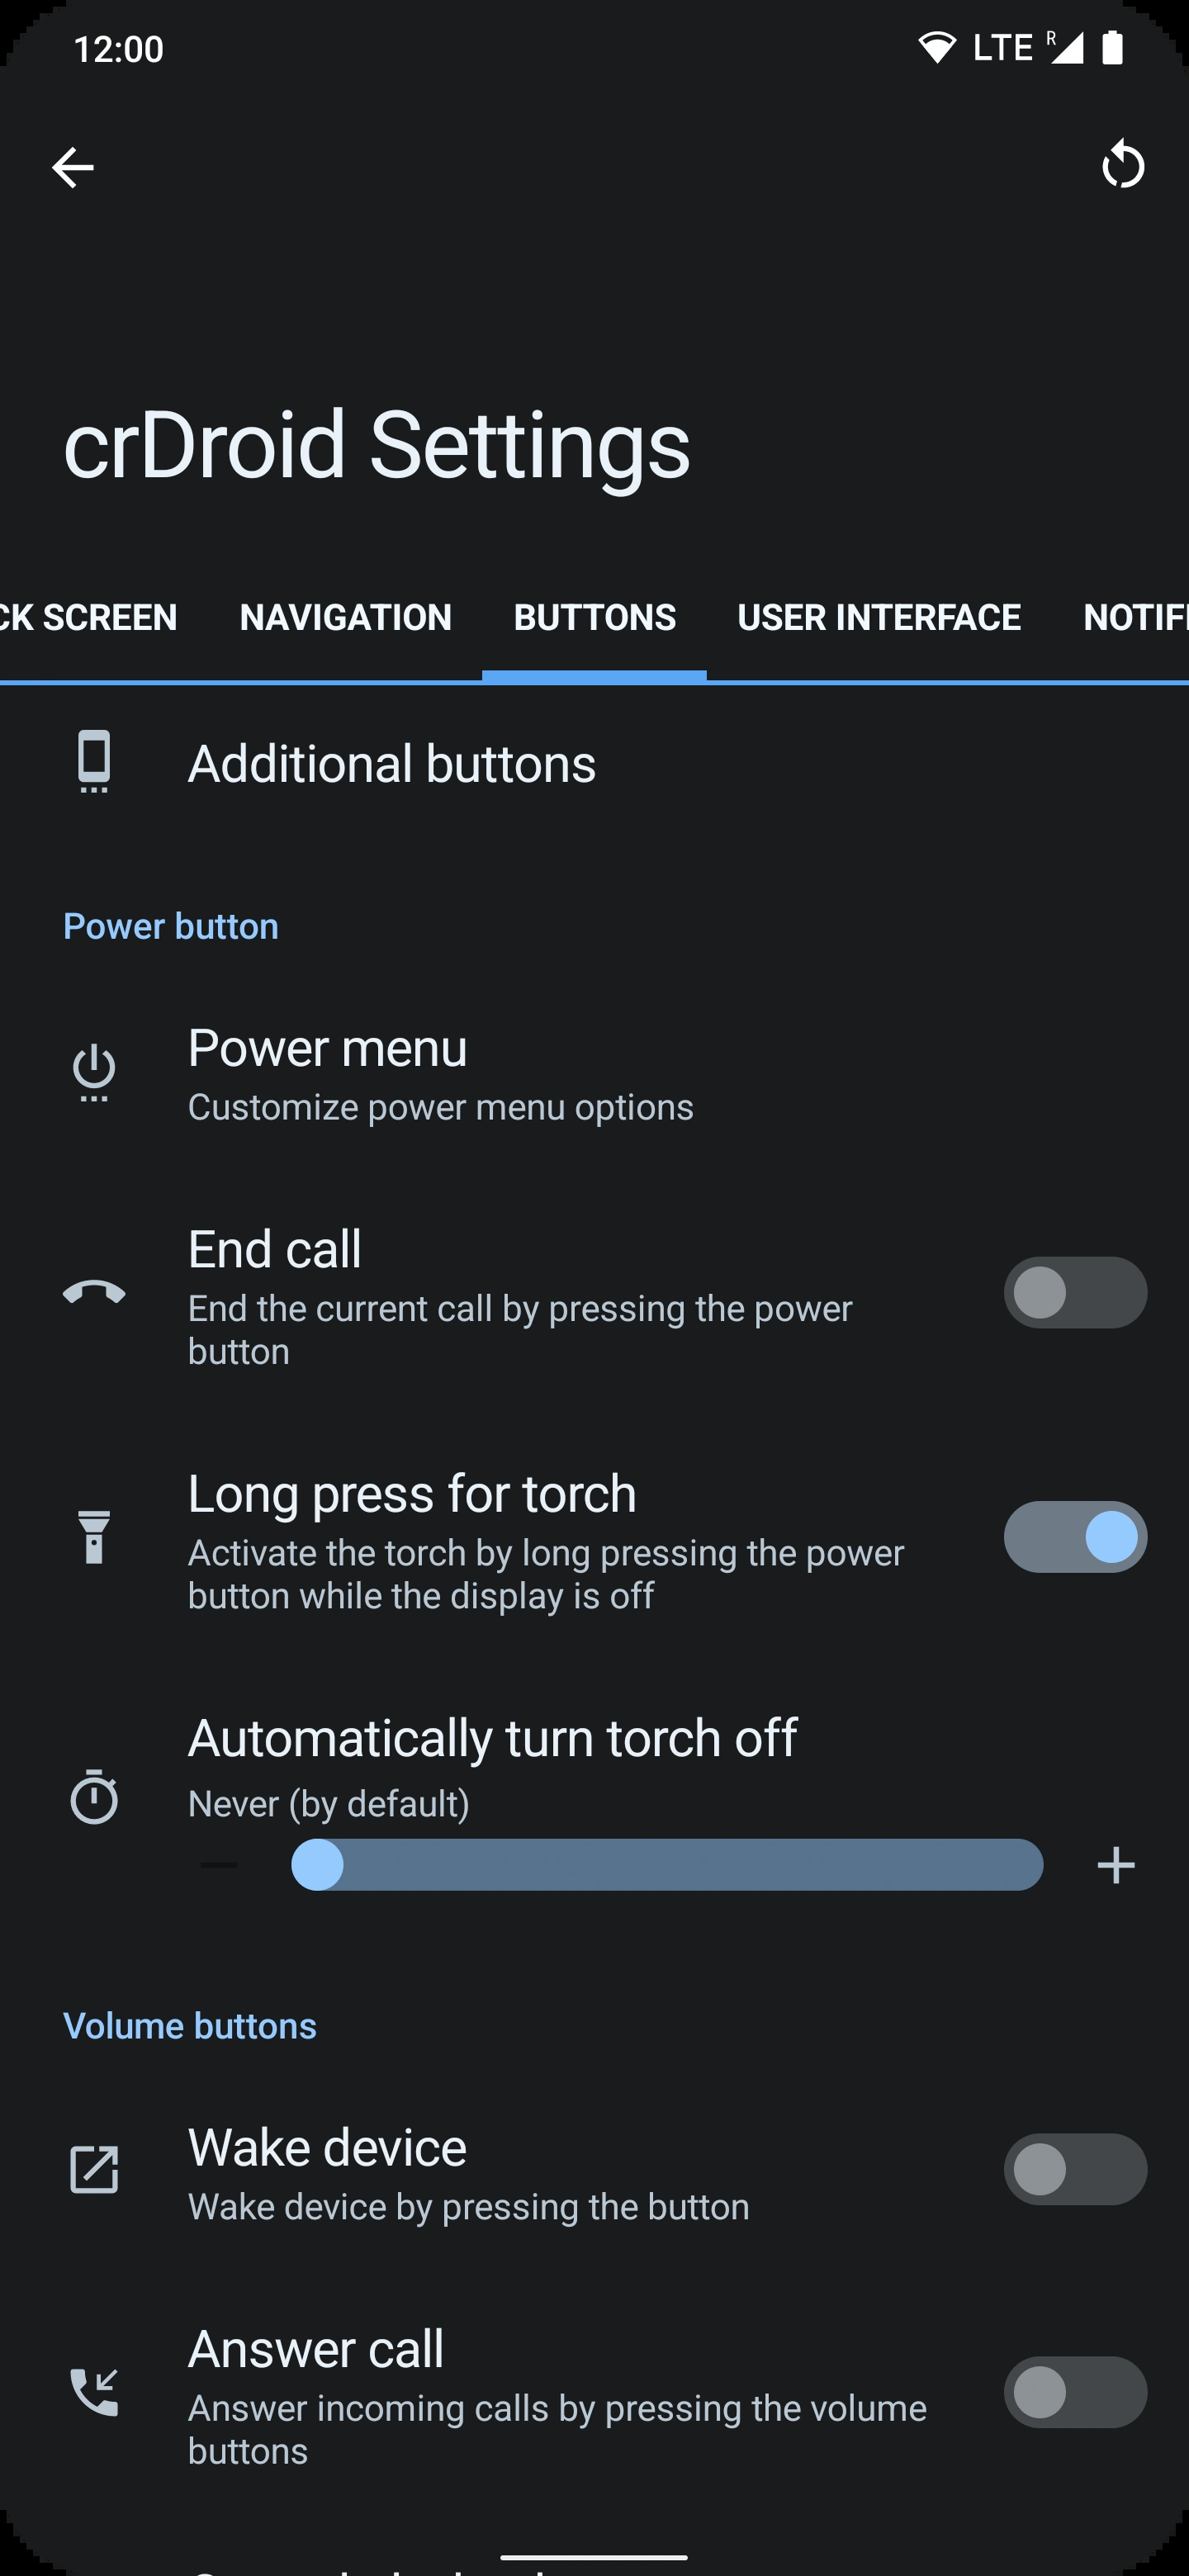 12:00 LTE R
crDroid Settings
CK SCREEN NAVIGATION BUTTONS USER INTERFACE NOTIF
Additional buttons
Power button
Power menu
Customize power menu options
End call
End the current call by pressing the power
button
Long press for torch
Activate the torch by long pressing the power
button while the display is off
Automatically turn torch off
Never (by default)
Volume buttons
Wake device
Wake device by pressing the button
Answer call
Answer incoming calls by pressing the volume
buttons